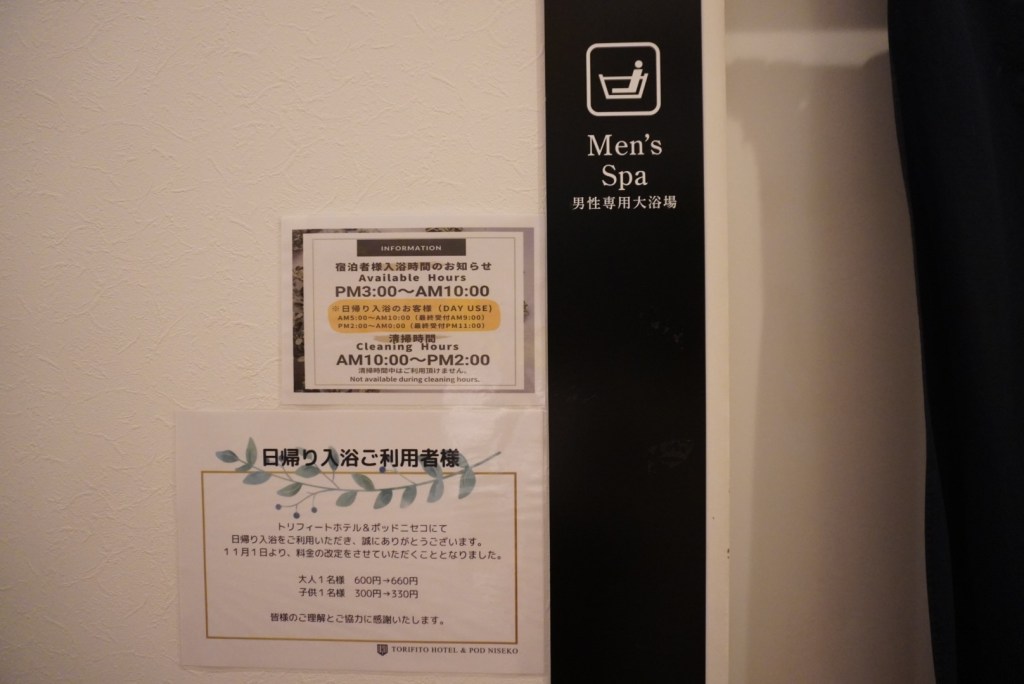 Men's
Spa
男性専用大浴場
INFORMATION
宿泊者様入浴時間のお知らせ
Available Hours
PM3:00〜AM10:00
※日帰り入浴のお客様（DAY USE）
AM5:00〜AM10:00（最終受付AM9:00）
PM2:00〜AM0:00（最終受付PM11:00）
清掃時間
Cleaning Hours
AM10:00〜PM2:00
清掃時間中はご利用頂けません。
Not available during cleaning hours.
日帰り入浴ご利用者様
トリフィートホテル＆ポッドニセコにて
日帰り入浴をご利用いただき、誠にありがとうございます。
１１月１日より、料金の改定をさせていただくこととなりました。
大人１名様　600円→660円
子供１名様　300円→330円
皆様のご理解とご協力に感謝いたします。
TORIFITO HOTEL & POD NISEKO